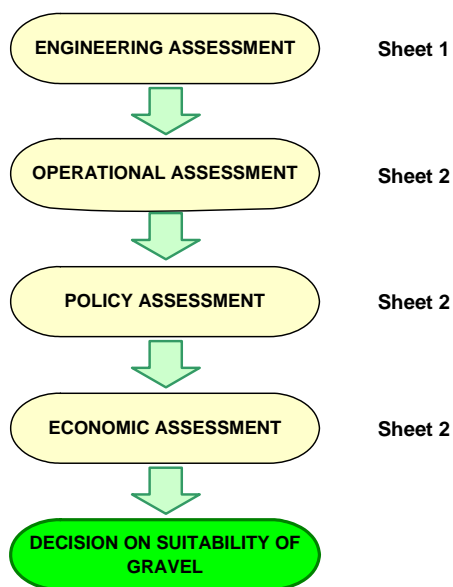 ENGINEERING ASSESSMENT Sheet 1
OPERATIONAL ASSESSMENT Sheet 2
POLICY ASSESSMENT Sheet 2
ECONOMIC ASSESSMENT Sheet 2
DECISION ON SUITABILITY OF
GRAVEL